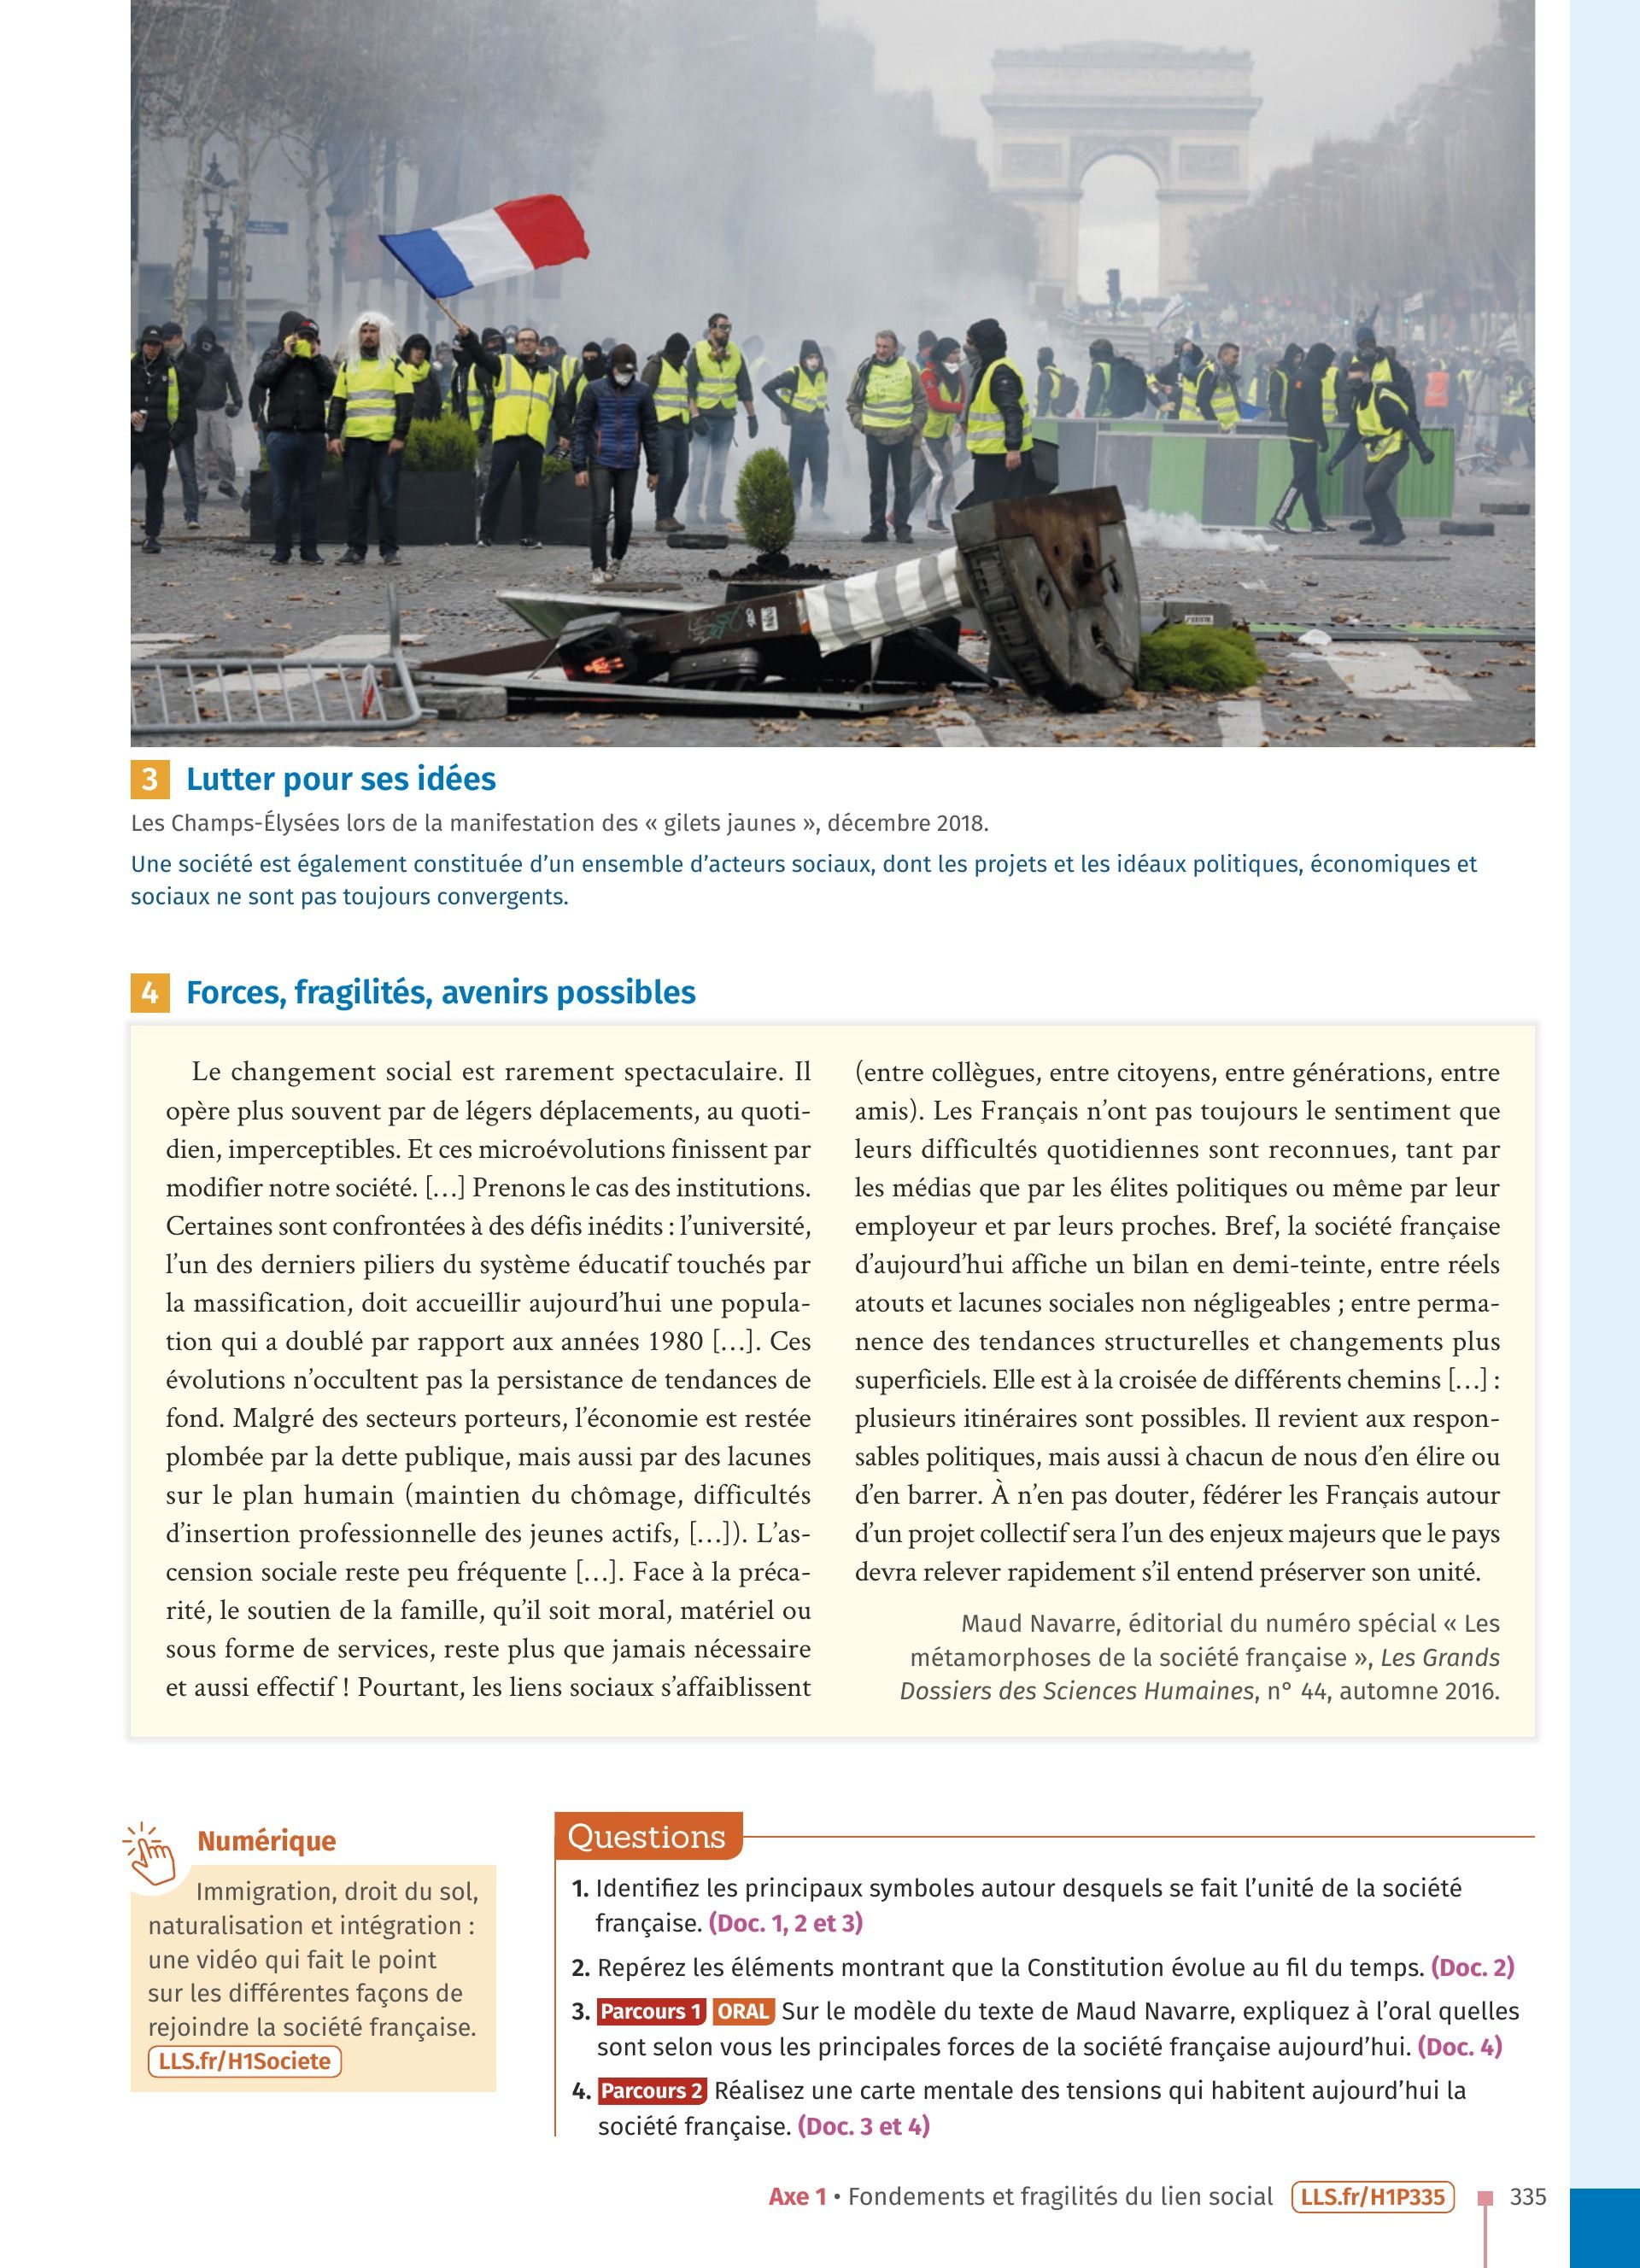 3 Lutter pour ses idées
Les Champs-Élysées lors de la manifestation des « gilets jaunes », décembre 2018.
Une société est également constituée d’un ensemble d’acteurs sociaux, dont les projets et les idéaux politiques, économiques et
sociaux ne sont pas toujours convergents.
4 Forces, fragilités, avenirs possibles
Le changement social est rarement spectaculaire. Il
opère plus souvent par de légers déplacements, au quoti-
dien, imperceptibles. Et ces microévolutions finissent par
modifier notre société. […] Prenons le cas des institutions.
Certaines sont confrontées à des défis inédits : l’université,
l’un des derniers piliers du système éducatif touchés par
la massification, doit accueillir aujourd’hui une popula-
tion qui a doublé par rapport aux années 1980 […]. Ces
évolutions n’occultent pas la persistance de tendances de
fond. Malgré des secteurs porteurs, l’économie est restée
plombée par la dette publique, mais aussi par des lacunes
sur le plan humain (maintien du chômage, difficultés
d’insertion professionnelle des jeunes actifs, […]). L’as-
cension sociale reste peu fréquente […]. Face à la préca-
rité, le soutien de la famille, qu’il soit moral, matériel ou
sous forme de services, reste plus que jamais nécessaire
et aussi effectif ! Pourtant, les liens sociaux s’affaiblissent
(entre collègues, entre citoyens, entre générations, entre
amis). Les Français n’ont pas toujours le sentiment que
leurs difficultés quotidiennes sont reconnues, tant par
les médias que par les élites politiques ou même par leur
employeur et par leurs proches. Bref, la société française
d’aujourd’hui affiche un bilan en demi-teinte, entre réels
atouts et lacunes sociales non négligeables ; entre perma-
nence des tendances structurelles et changements plus
superficiels. Elle est à la croisée de différents chemins […] :
plusieurs itinéraires sont possibles. Il revient aux respon-
sables politiques, mais aussi à chacun de nous d’en élire ou
d’en barrer. À n’en pas douter, fédérer les Français autour
d’un projet collectif sera l’un des enjeux majeurs que le pays
devra relever rapidement s’il entend préserver son unité.
Maud Navarre, éditorial du numéro spécial « Les
métamorphoses de la société française », Les Grands
Dossiers des Sciences Humaines, n° 44, automne 2016.
Numérique
Immigration, droit du sol,
naturalisation et intégration :
une vidéo qui fait le point
sur les différentes façons de
rejoindre la société française.
LLS.fr/H1Societe
Questions
1. Identifiez les principaux symboles autour desquels se fait l’unité de la société
française. (Doc. 1, 2 et 3)
2. Repérez les éléments montrant que la Constitution évolue au fil du temps. (Doc. 2)
3. Parcours 1 ORAL Sur le modèle du texte de Maud Navarre, expliquez à l’oral quelles
sont selon vous les principales forces de la société française aujourd’hui. (Doc. 4)
4. Parcours 2 Réalisez une carte mentale des tensions qui habitent aujourd’hui la
société française. (Doc. 3 et 4)
Axe 1 • Fondements et fragilités du lien social LLS.fr/H1P335 335